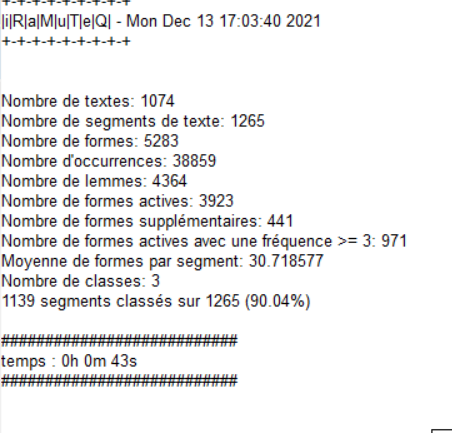 +-+-+-+-+-+-+-+-+
|i|R|a|M|u|T|e|Q| - Mon Dec 13 17:03:40 2021
+-+-+-+-+-+-+-+-+
Nombre de textes: 1074
Nombre de segments de texte: 1265
Nombre de formes: 5283
Nombre d'occurrences: 38859
Nombre de lemmes: 4364
Nombre de formes actives: 3923
Nombre de formes supplémentaires: 441
Nombre de formes actives avec une fréquence >= 3: 971
Moyenne de formes par segment: 30.718577
Nombre de classes: 3
1139 segments classés sur 1265 (90.04%)
###########################
temps : 0h 0m 43s
###########################